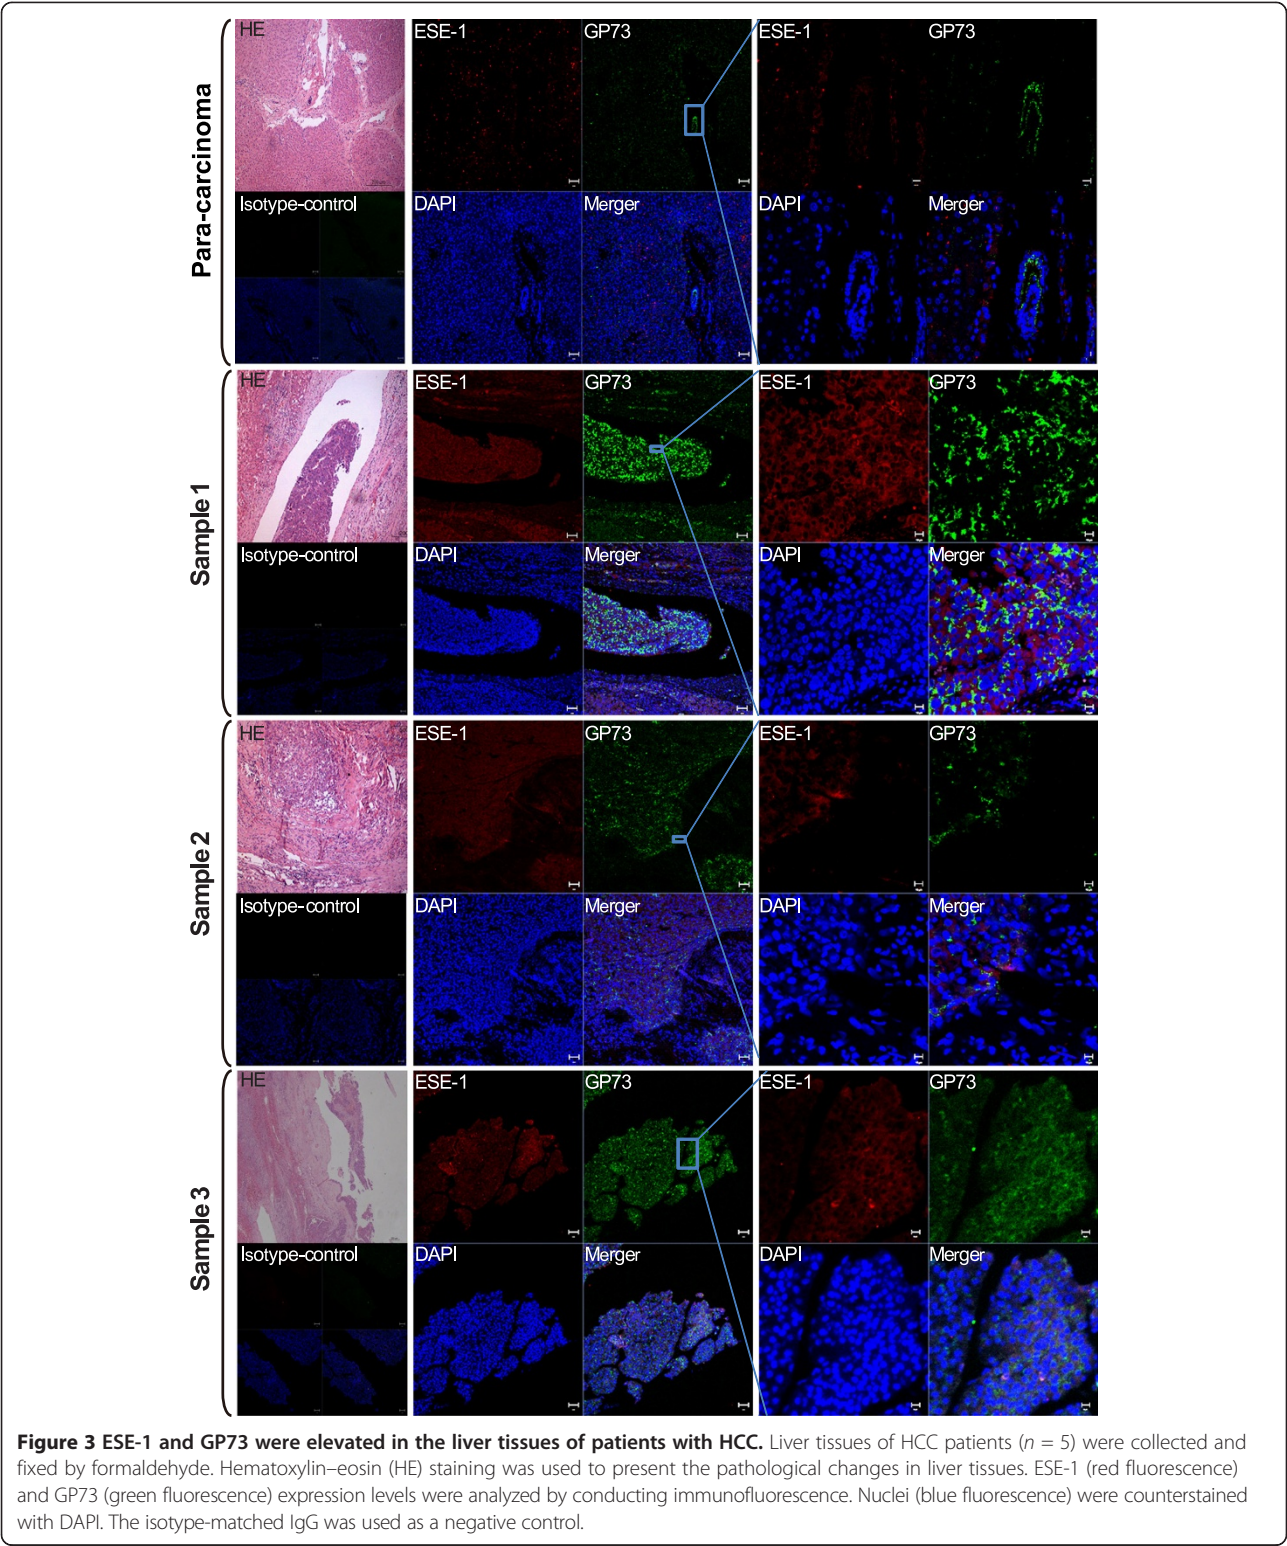 Para-carcinoma
HE
ESE-1
GP73
ESE-1
GP73
Isotype-control
DAPI
Merger
DAPI
Merger
Sample 1
HE
ESE-1
GP73
ESE-1
GP73
Isotype-control
DAPI
Merger
DAPI
Merger
Sample 2
HE
ESE-1
GP73
ESE-1
GP73
Isotype-control
DAPI
Merger
DAPI
Merger
Sample 3
HE
ESE-1
GP73
ESE-1
GP73
Isotype-control
DAPI
Merger
DAPI
Merger
Figure 3 ESE-1 and GP73 were elevated in the liver tissues of patients with HCC. Liver tissues of HCC patients (n = 5) were collected and
fixed by formaldehyde. Hematoxylin–eosin (HE) staining was used to present the pathological changes in liver tissues. ESE-1 (red fluorescence)
and GP73 (green fluorescence) expression levels were analyzed by conducting immunofluorescence. Nuclei (blue fluorescence) were counterstained
with DAPI. The isotype-matched IgG was used as a negative control.